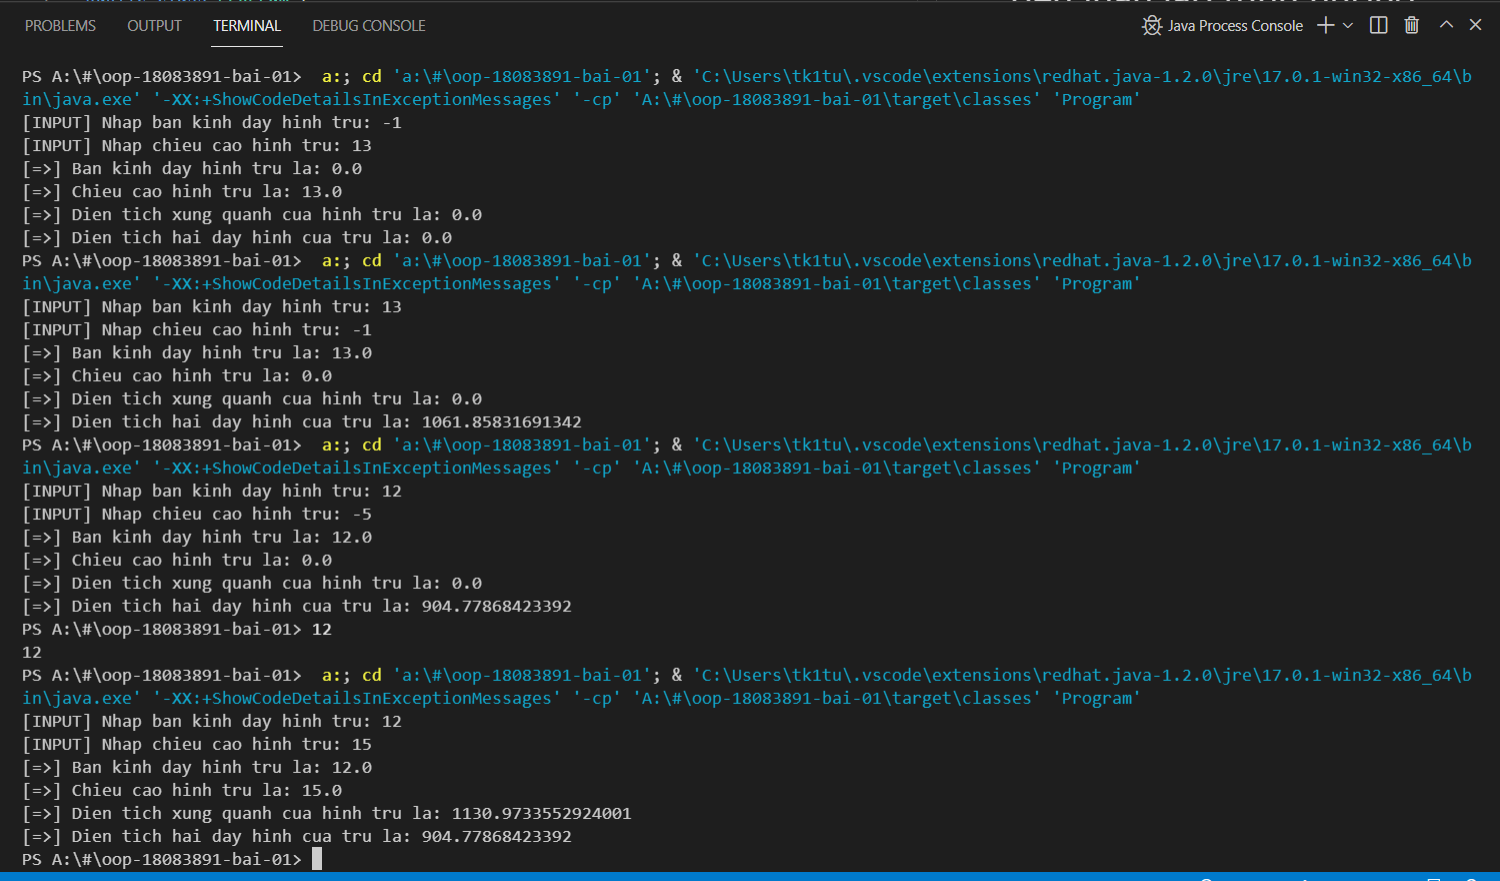 PROBLEMS OUTPUT TERMINAL DEBUG CONSOLE Java Process Console
PS A:\#\oop-18083891-bai-01>  a:; cd 'a:\#\oop-18083891-bai-01'; & 'C:\Users\tk1tu\.vscode\extensions\redhat.java-1.2.0\jre\17.0.1-win32-x86_64\b
in\java.exe' '-XX:+ShowCodeDetailsInExceptionMessages' '-cp' 'A:\#\oop-18083891-bai-01\target\classes' 'Program'
[INPUT] Nhap ban kinh day hinh tru: -1
[INPUT] Nhap chieu cao hinh tru: 13
[=>] Ban kinh day hinh tru la: 0.0
[=>] Chieu cao hinh tru la: 13.0
[=>] Dien tich xung quanh cua hinh tru la: 0.0
[=>] Dien tich hai day hinh cua tru la: 0.0
PS A:\#\oop-18083891-bai-01>  a:; cd 'a:\#\oop-18083891-bai-01'; & 'C:\Users\tk1tu\.vscode\extensions\redhat.java-1.2.0\jre\17.0.1-win32-x86_64\b
in\java.exe' '-XX:+ShowCodeDetailsInExceptionMessages' '-cp' 'A:\#\oop-18083891-bai-01\target\classes' 'Program'
[INPUT] Nhap ban kinh day hinh tru: 13
[INPUT] Nhap chieu cao hinh tru: -1
[=>] Ban kinh day hinh tru la: 13.0
[=>] Chieu cao hinh tru la: 0.0
[=>] Dien tich xung quanh cua hinh tru la: 0.0
[=>] Dien tich hai day hinh cua tru la: 1061.85831691342
PS A:\#\oop-18083891-bai-01>  a:; cd 'a:\#\oop-18083891-bai-01'; & 'C:\Users\tk1tu\.vscode\extensions\redhat.java-1.2.0\jre\17.0.1-win32-x86_64\b
in\java.exe' '-XX:+ShowCodeDetailsInExceptionMessages' '-cp' 'A:\#\oop-18083891-bai-01\target\classes' 'Program'
[INPUT] Nhap ban kinh day hinh tru: 12
[INPUT] Nhap chieu cao hinh tru: -5
[=>] Ban kinh day hinh tru la: 12.0
[=>] Chieu cao hinh tru la: 0.0
[=>] Dien tich xung quanh cua hinh tru la: 0.0
[=>] Dien tich hai day hinh cua tru la: 904.77868423392
PS A:\#\oop-18083891-bai-01> 12
12
PS A:\#\oop-18083891-bai-01>  a:; cd 'a:\#\oop-18083891-bai-01'; & 'C:\Users\tk1tu\.vscode\extensions\redhat.java-1.2.0\jre\17.0.1-win32-x86_64\b
in\java.exe' '-XX:+ShowCodeDetailsInExceptionMessages' '-cp' 'A:\#\oop-18083891-bai-01\target\classes' 'Program'
[INPUT] Nhap ban kinh day hinh tru: 12
[INPUT] Nhap chieu cao hinh tru: 15
[=>] Ban kinh day hinh tru la: 12.0
[=>] Chieu cao hinh tru la: 15.0
[=>] Dien tich xung quanh cua hinh tru la: 1130.9733552924001
[=>] Dien tich hai day hinh cua tru la: 904.77868423392
PS A:\#\oop-18083891-bai-01>